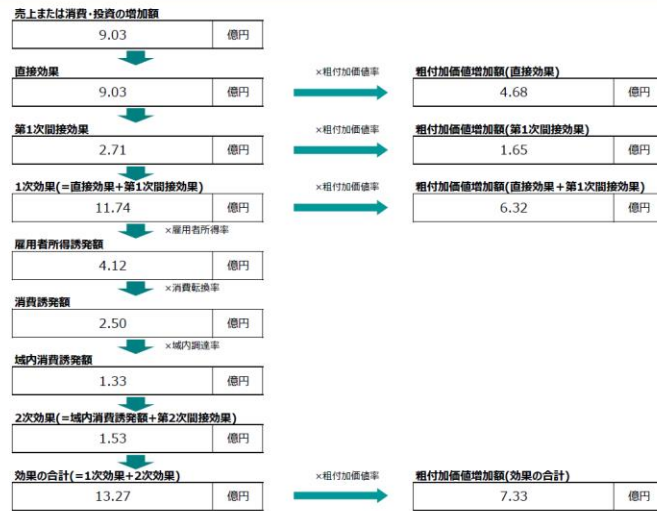 売上または消費・投資の増加額
9.03 億円
直接効果 ×粗付加価値率 粗付加価値増加額(直接効果)
9.03 億円 4.68 億円
第1次間接効果 ×粗付加価値率 粗付加価値増加額(第1次間接効果)
2.71 億円 1.65 億円
1次効果(=直接効果+第1次間接効果) ×粗付加価値率 粗付加価値増加額(直接効果+第1次間接効果)
11.74 億円 6.32 億円
×雇用者所得率
雇用者所得誘発額
4.12 億円
×消費転換率
消費誘発額
2.50 億円
×域内調達率
域内消費誘発額
1.33 億円
2次効果(=域内消費誘発額+第2次間接効果)
1.53 億円
効果の合計(=1次効果+2次効果) ×粗付加価値率 粗付加価値増加額(効果の合計)
13.27 億円 7.33 億円